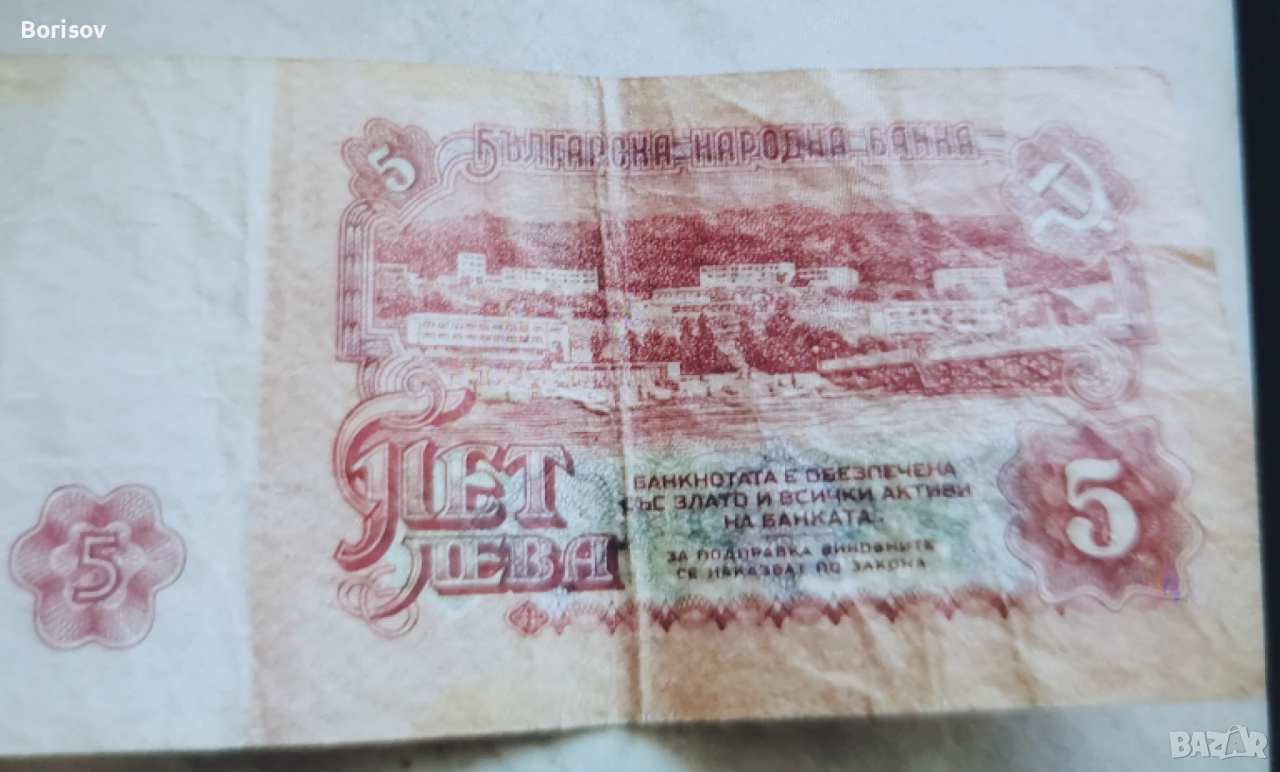 Borisov
5
БЪЛГАРСКА НАРОДНА БАНКА
ПЕТ
ЛЕВА
БАНКНОТАТА Е ОБЕЗПЕЧЕНА
СЪС ЗЛАТО И ВСИЧКИ АКТИВИ
НА БАНКАТА.
ЗА ПОДПРАВКА ВИНОВНИТЕ
СЕ НАКАЗВАТ ПО ЗАКОНА
5
5
BAZAR